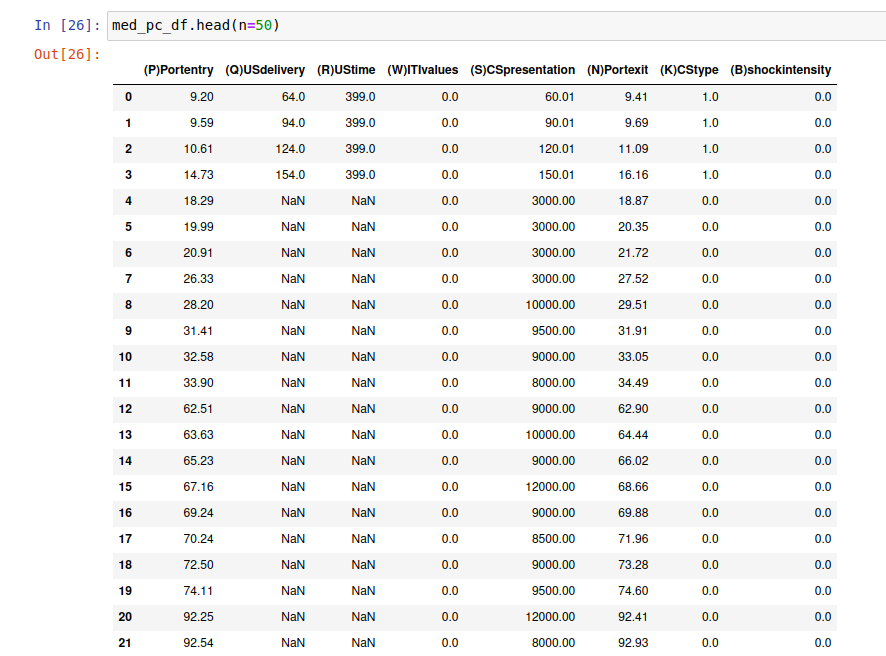 In [26]: med_pc_df.head(n=50)
Out[26]:
(P)Portentry (Q)USdelivery (R)UStime (W)ITIvalues (S)CSpresentation (N)Portexit (K)CStype (B)shockintensity
0 9.20 64.0 399.0 0.0 60.01 9.41 1.0 0.0
1 9.59 94.0 399.0 0.0 90.01 9.69 1.0 0.0
2 10.61 124.0 399.0 0.0 120.01 11.09 1.0 0.0
3 14.73 154.0 399.0 0.0 150.01 16.16 1.0 0.0
4 18.29 NaN NaN 0.0 3000.00 18.87 0.0 0.0
5 19.99 NaN NaN 0.0 3000.00 20.35 0.0 0.0
6 20.91 NaN NaN 0.0 3000.00 21.72 0.0 0.0
7 26.33 NaN NaN 0.0 3000.00 27.52 0.0 0.0
8 28.20 NaN NaN 0.0 10000.00 29.51 0.0 0.0
9 31.41 NaN NaN 0.0 9500.00 31.91 0.0 0.0
10 32.58 NaN NaN 0.0 9000.00 33.05 0.0 0.0
11 33.90 NaN NaN 0.0 8000.00 34.49 0.0 0.0
12 62.51 NaN NaN 0.0 9000.00 62.90 0.0 0.0
13 63.63 NaN NaN 0.0 10000.00 64.44 0.0 0.0
14 65.23 NaN NaN 0.0 9000.00 66.02 0.0 0.0
15 67.16 NaN NaN 0.0 12000.00 68.66 0.0 0.0
16 69.24 NaN NaN 0.0 9000.00 69.88 0.0 0.0
17 70.24 NaN NaN 0.0 8500.00 71.96 0.0 0.0
18 72.50 NaN NaN 0.0 9000.00 73.28 0.0 0.0
19 74.11 NaN NaN 0.0 9500.00 74.60 0.0 0.0
20 92.25 NaN NaN 0.0 12000.00 92.41 0.0 0.0
21 92.54 NaN NaN 0.0 8000.00 92.93 0.0 0.0